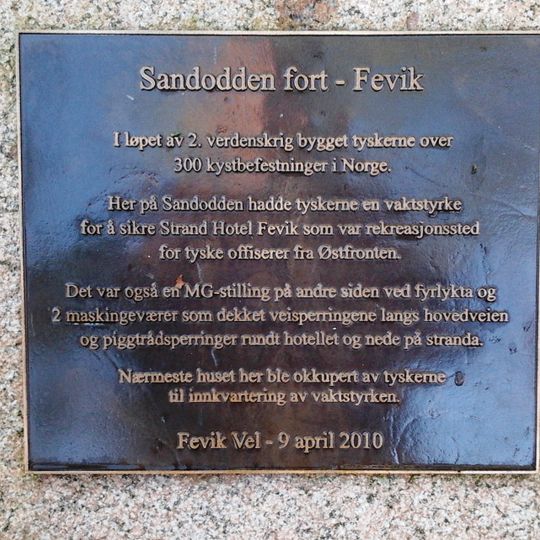 Sandodden fort - Fevik
I løpet av 2. verdenskrig bygget tyskerne over
300 kystbefestninger i Norge.
Her på Sandodden hadde tyskerne en vaktstyrke
for å sikre Strand Hotel Fevik som var rekreasjonssted
for tyske offiserer fra Østfronten.
Det var også en MG-stilling på andre siden ved fyrlykta og
2 maskingeværer som dekket veisperringene langs hovedveien
og piggtrådsperringer rundt hotellet og nede på stranda.
Nærmeste huset her ble okkupert av tyskerne
til innkvartering av vaktstyrken.
Fevik Vel - 9 april 2010